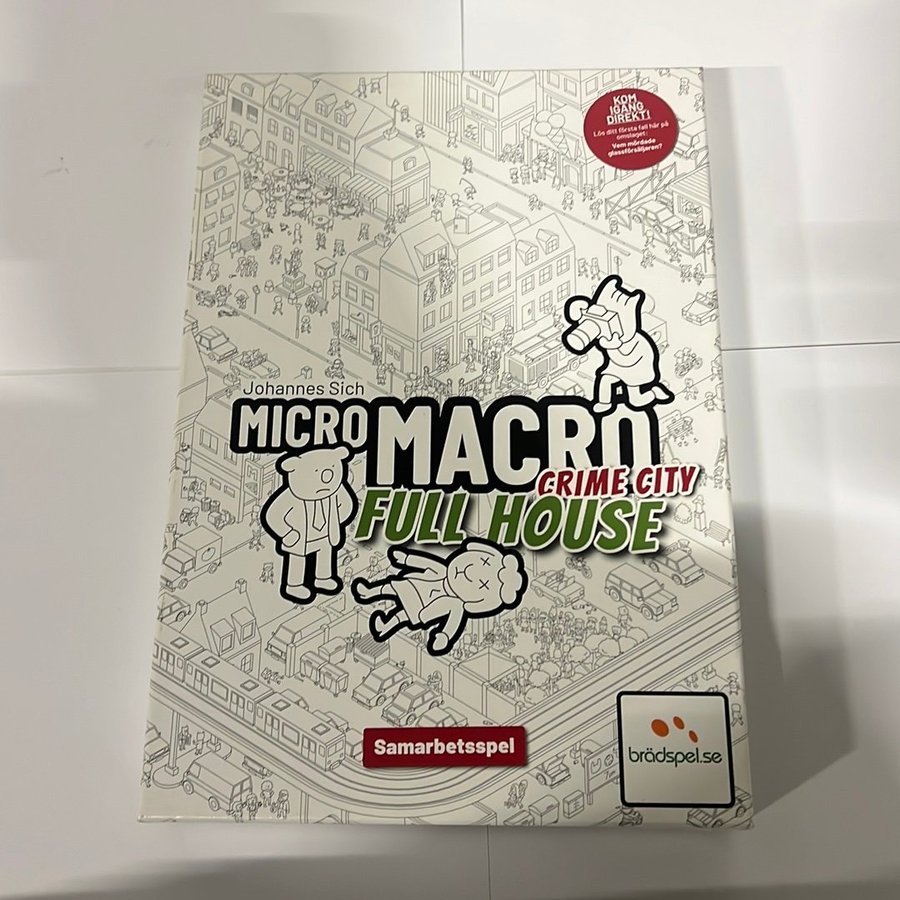 KOM
IGÅNG
DIREKT!
Lös ditt första fall här på
omslaget:
Vem mördade
glassförsäljaren?
Johannes Sich
MICRO MACRO
CRIME CITY
FULL HOUSE
Samarbetsspel
brädspel.se